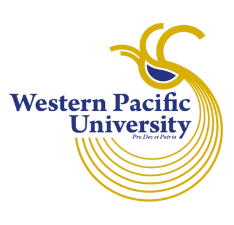 Western Pacific
University
Pro Deo et Patria